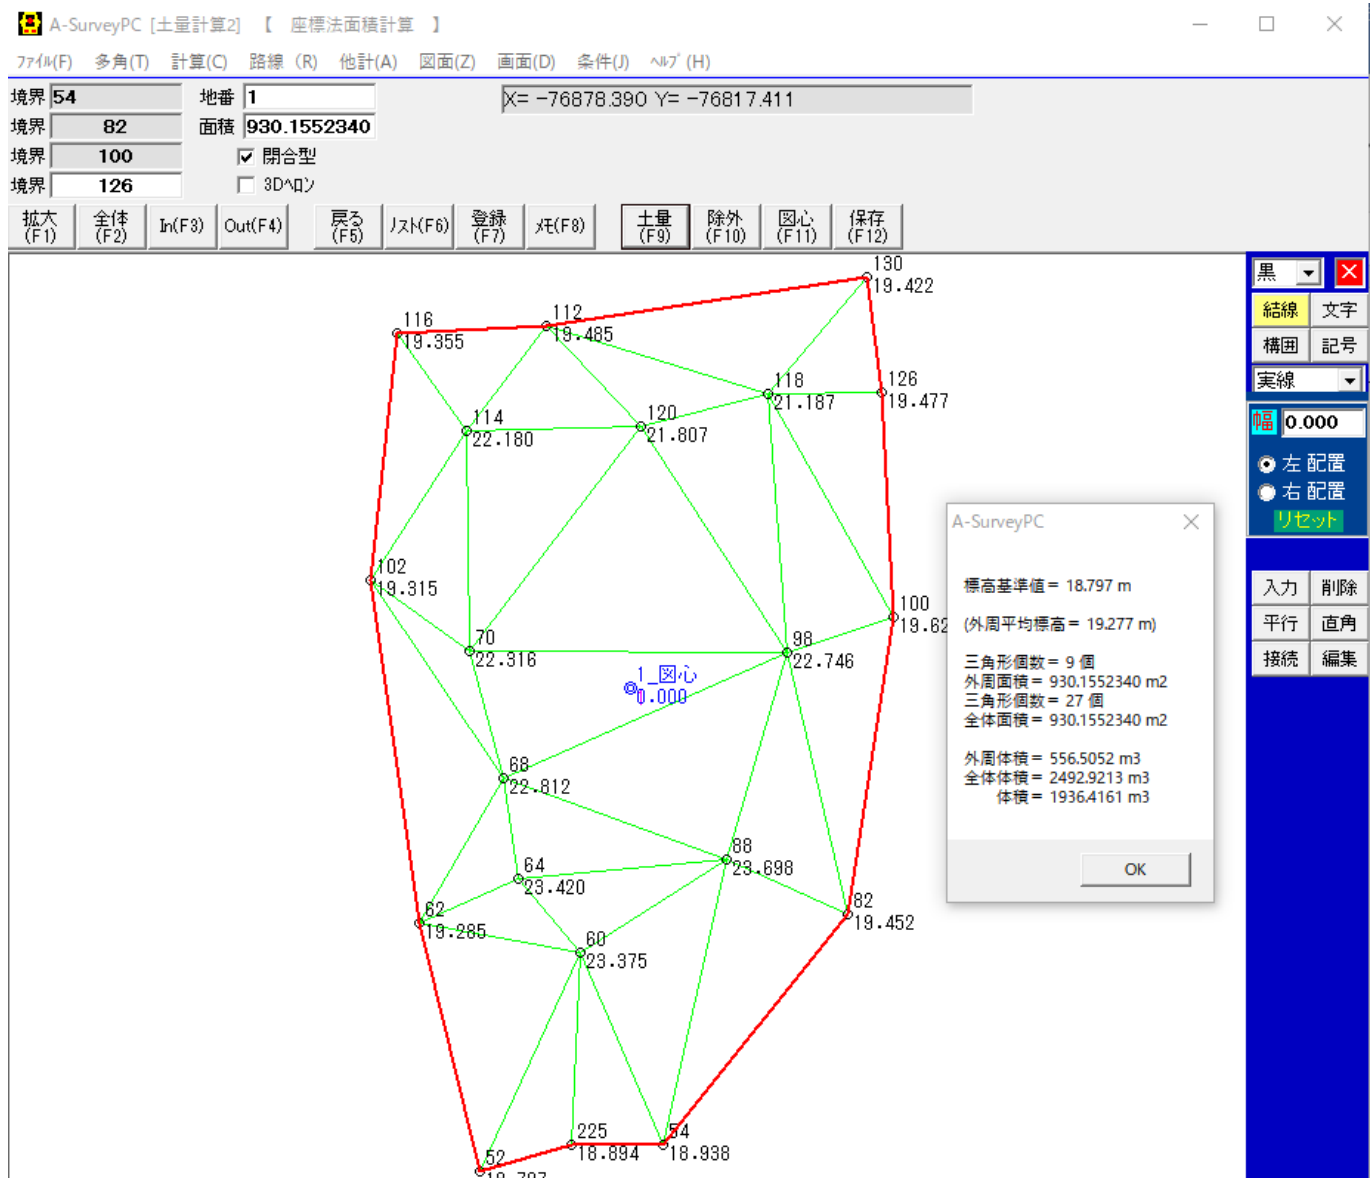 A-SurveyPC [土量計算2] 【 座標法面積計算 】
ﾌｧｲﾙ(F) 多角(T) 計算(C) 路線 (R) 他計(A) 図面(Z) 画面(D) 条件(J) ﾍﾙﾌﾟ(H)
境界 54 地番 1 X= -76878.390 Y= -76817.411
境界 82 面積 930.1552340
境界 100 閉合型
境界 126 3Dﾍﾛﾝ
拡大(F1) 全体(F2) In(F3) Out(F4) 戻る(F5) ﾉｽﾄ(F6) 登録(F7) ﾒﾓ(F8) 土量(F9) 除外(F10) 図心(F11) 保存(F12)
黒
結線 文字
構囲 記号
実線
幅 0.000
左配置
右配置
リセット
入力 削除
平行 直角
接続 編集
130
19.422
112
19.485
116
19.355
118
21.187
126
19.477
120
21.807
114
22.180
102
19.315
100
19.62
70
22.316
98
22.746
1_図心
0.000
68
22.812
88
23.698
64
23.420
82
19.452
62
19.285
60
23.375
225
18.894
54
18.938
52
A-SurveyPC
標高基準値 = 18.797 m
(外周平均標高 = 19.277 m)
三角形個数 = 9 個
外周面積 = 930.1552340 m2
三角形個数 = 27 個
全体面積 = 930.1552340 m2
外周体積 = 556.5052 m3
全体体積 = 2492.9213 m3
体積 = 1936.4161 m3
OK